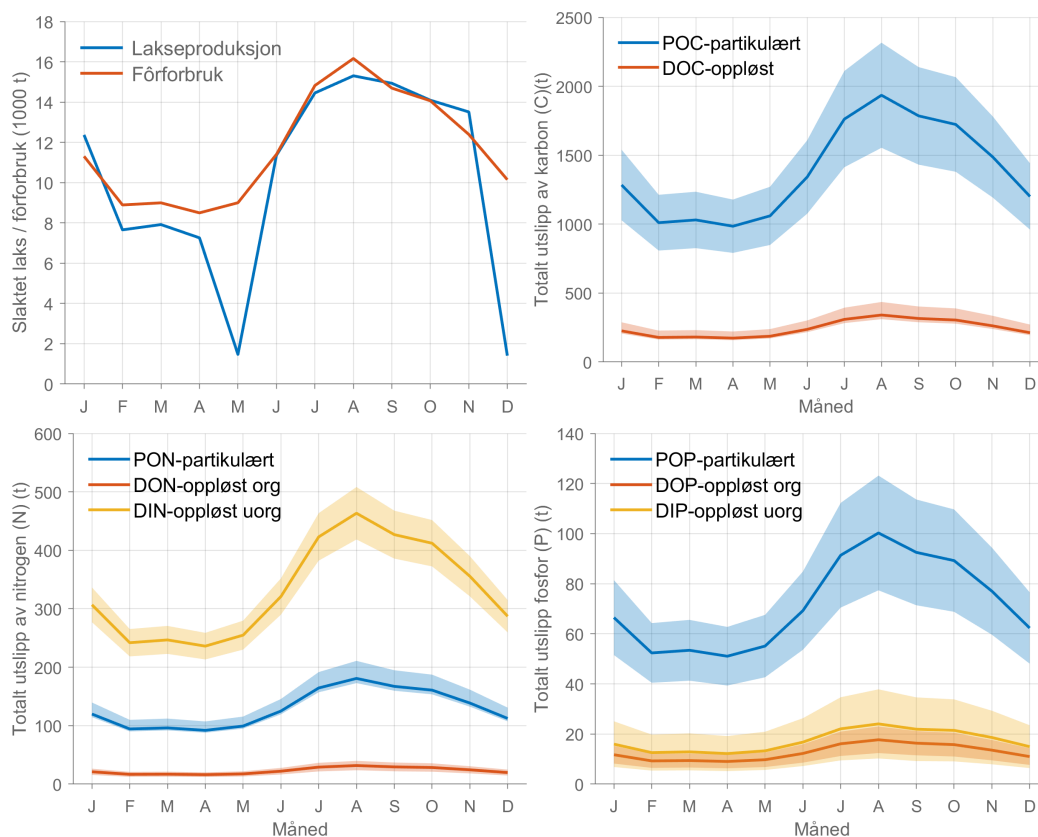 Lakseproduksjon
Fôrforbruk
Slaktet laks / fôrforbruk (1000 t)
18
16
14
12
10
8
6
4
2
0
J F M A M J J A S O N D
POC-partikulært
DOC-oppløst
Totalt utslipp av karbon (C)(t)
2500
2000
1500
1000
500
0
J F M A M J J A S O N D
Måned
PON-partikulært
DON-oppløst org
DIN-oppløst uorg
Totalt utslipp av nitrogen (N) (t)
600
500
400
300
200
100
0
J F M A M J J A S O N D
Måned
POP-partikulært
DOP-oppløst org
DIP-oppløst uorg
Totalt utslipp fosfor (P) (t)
140
120
100
80
60
40
20
0
J F M A M J J A S O N D
Måned